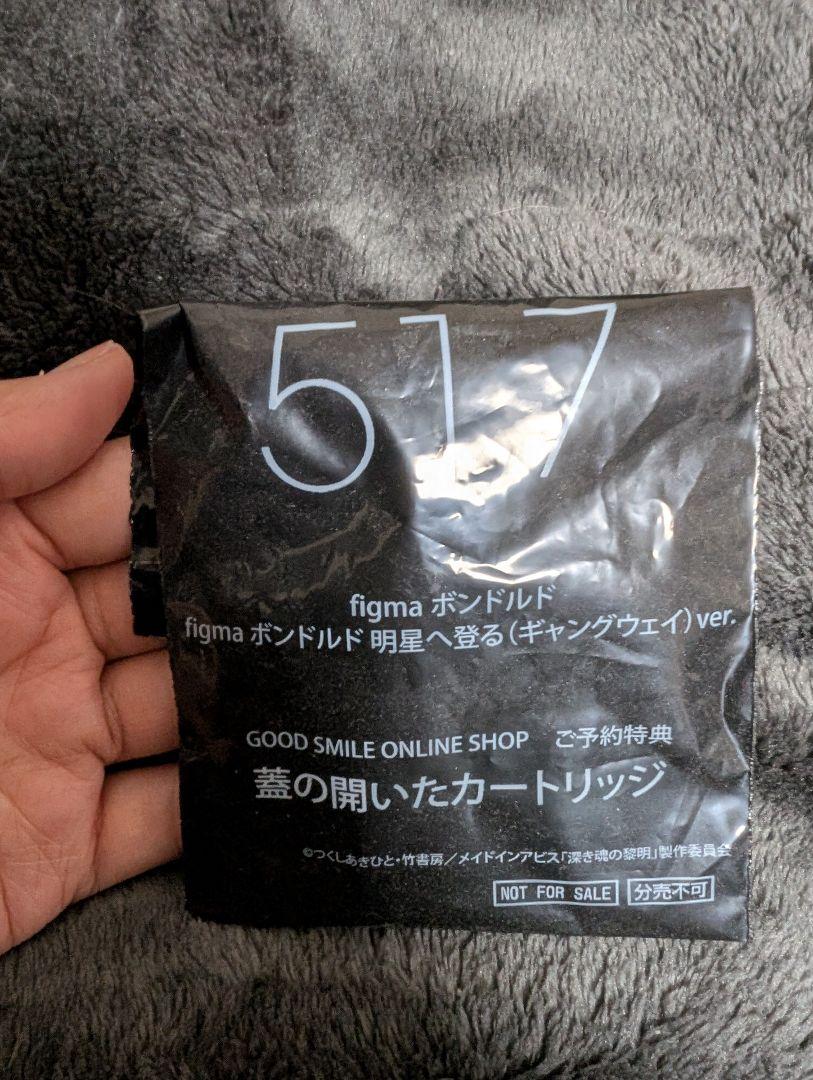 517
figma ボンドルド
figma ボンドルド 明星へ登る(ギャングウェイ)ver.
GOOD SMILE ONLINE SHOP ご予約特典
蓋の開いたカートリッジ
©つくしあきひと・竹書房/メイドインアビス「深き魂の黎明」製作委員会
NOT FOR SALE 分売不可